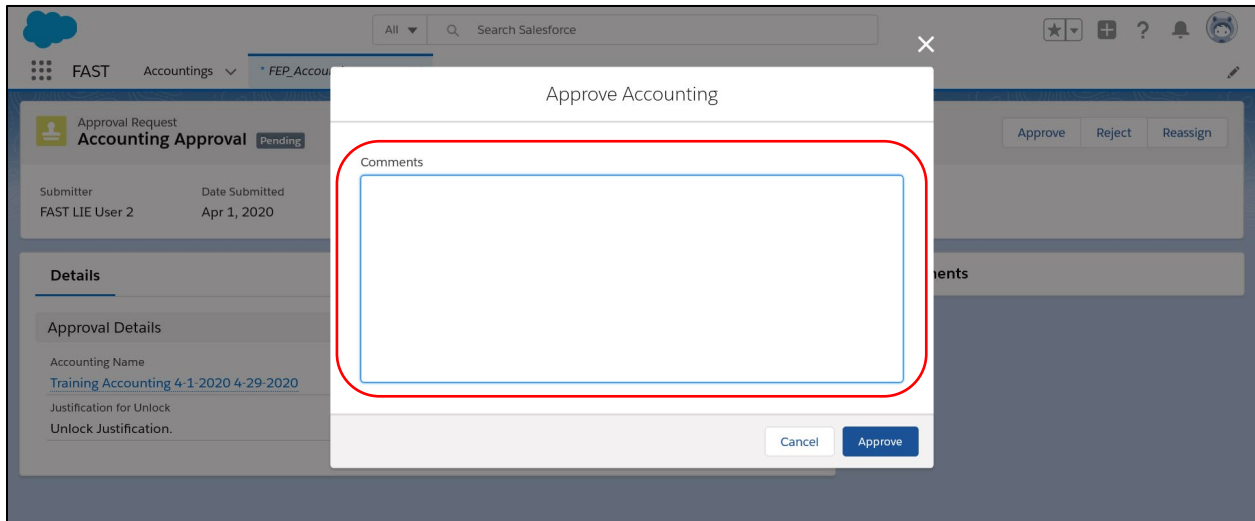 All
Search Salesforce
FAST
Accountings
* FEP_Accou
Approve Accounting
Approval Request
Accounting Approval Pending
Approve Reject Reassign
Comments
Submitter
Date Submitted
FAST LIE User 2
Apr 1, 2020
Details
Approval Details
Accounting Name
Training Accounting 4-1-2020 4-29-2020
Justification for Unlock
Unlock Justification.
Cancel Approve